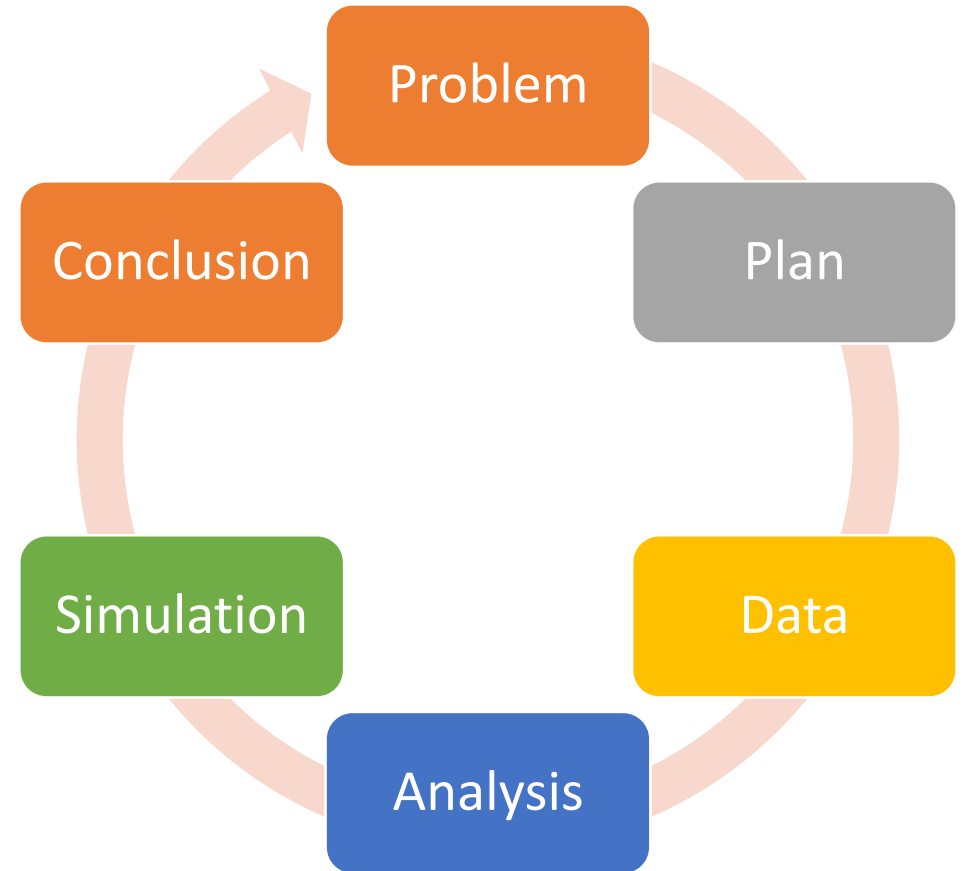 Problem
Plan
Data
Analysis
Simulation
Conclusion